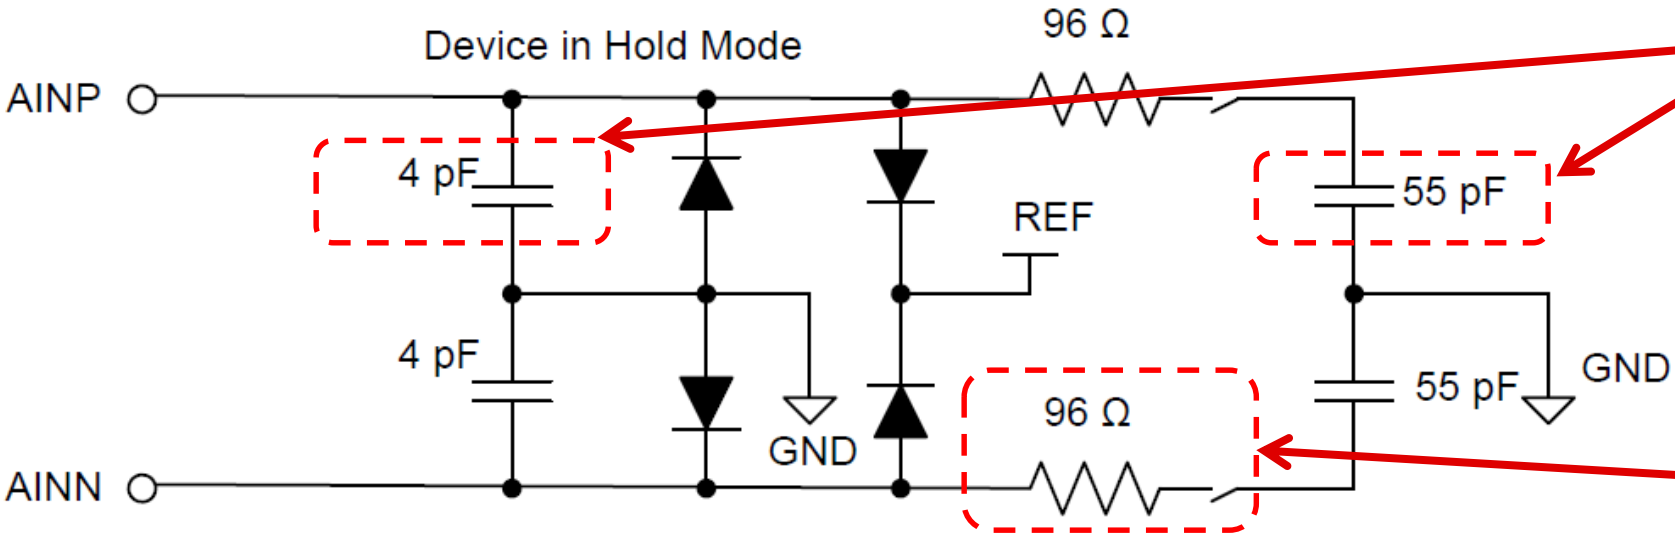 96 Ω
Device in Hold Mode
AINP
4 pF
55 pF
REF
4 pF
GND
55 pF
96 Ω
GND
AINN